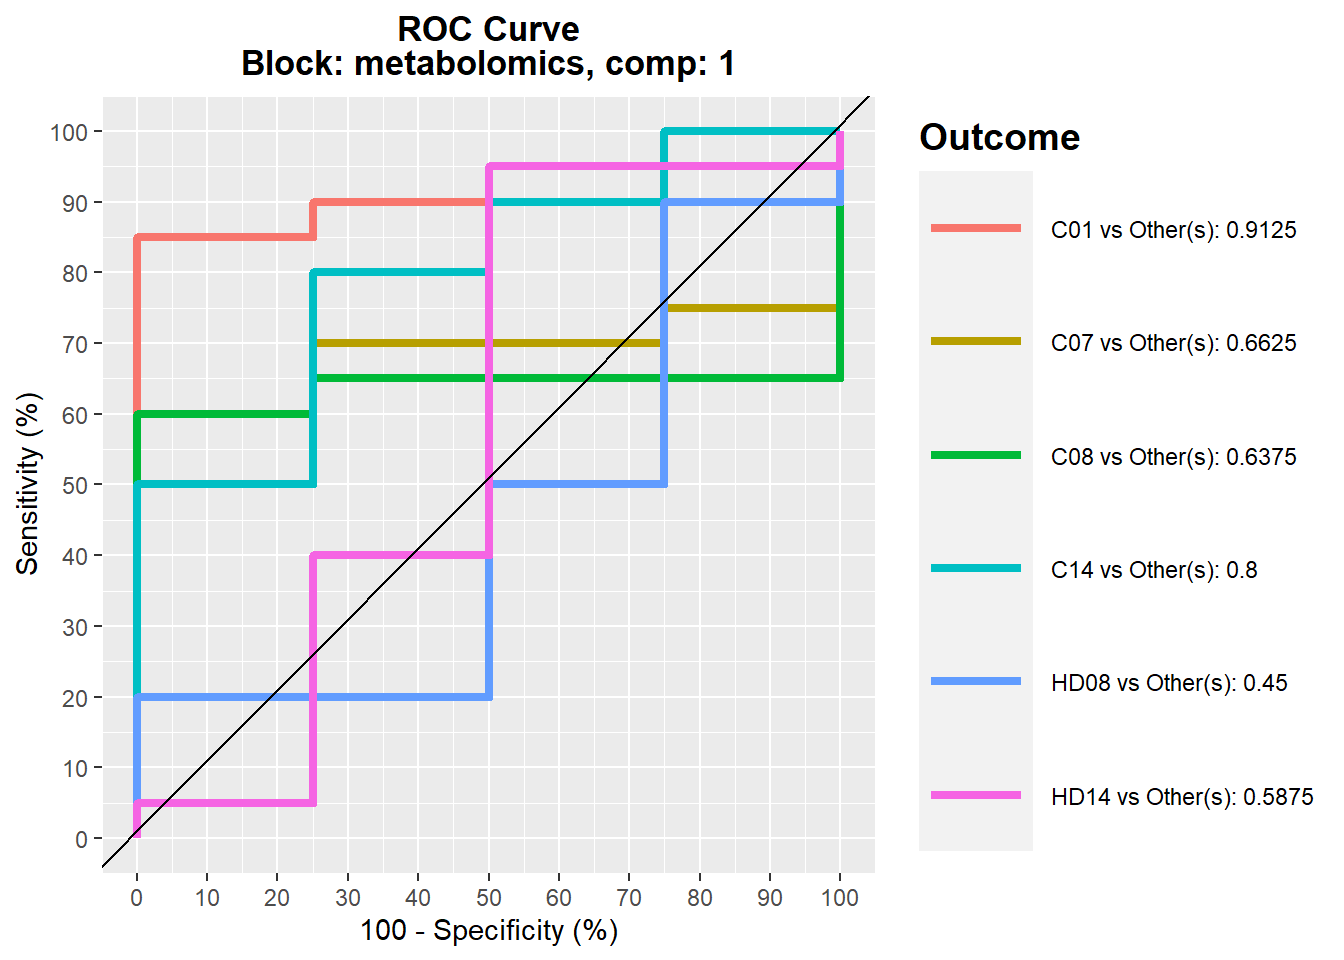 ROC Curve
Block: metabolomics, comp: 1
Sensitivity (%)
100
90
80
70
60
50
40
30
20
10
0
0 10 20 30 40 50 60 70 80 90 100
100 - Specificity (%)
Outcome
C01 vs Other(s): 0.9125
C07 vs Other(s): 0.6625
C08 vs Other(s): 0.6375
C14 vs Other(s): 0.8
HD08 vs Other(s): 0.45
HD14 vs Other(s): 0.5875